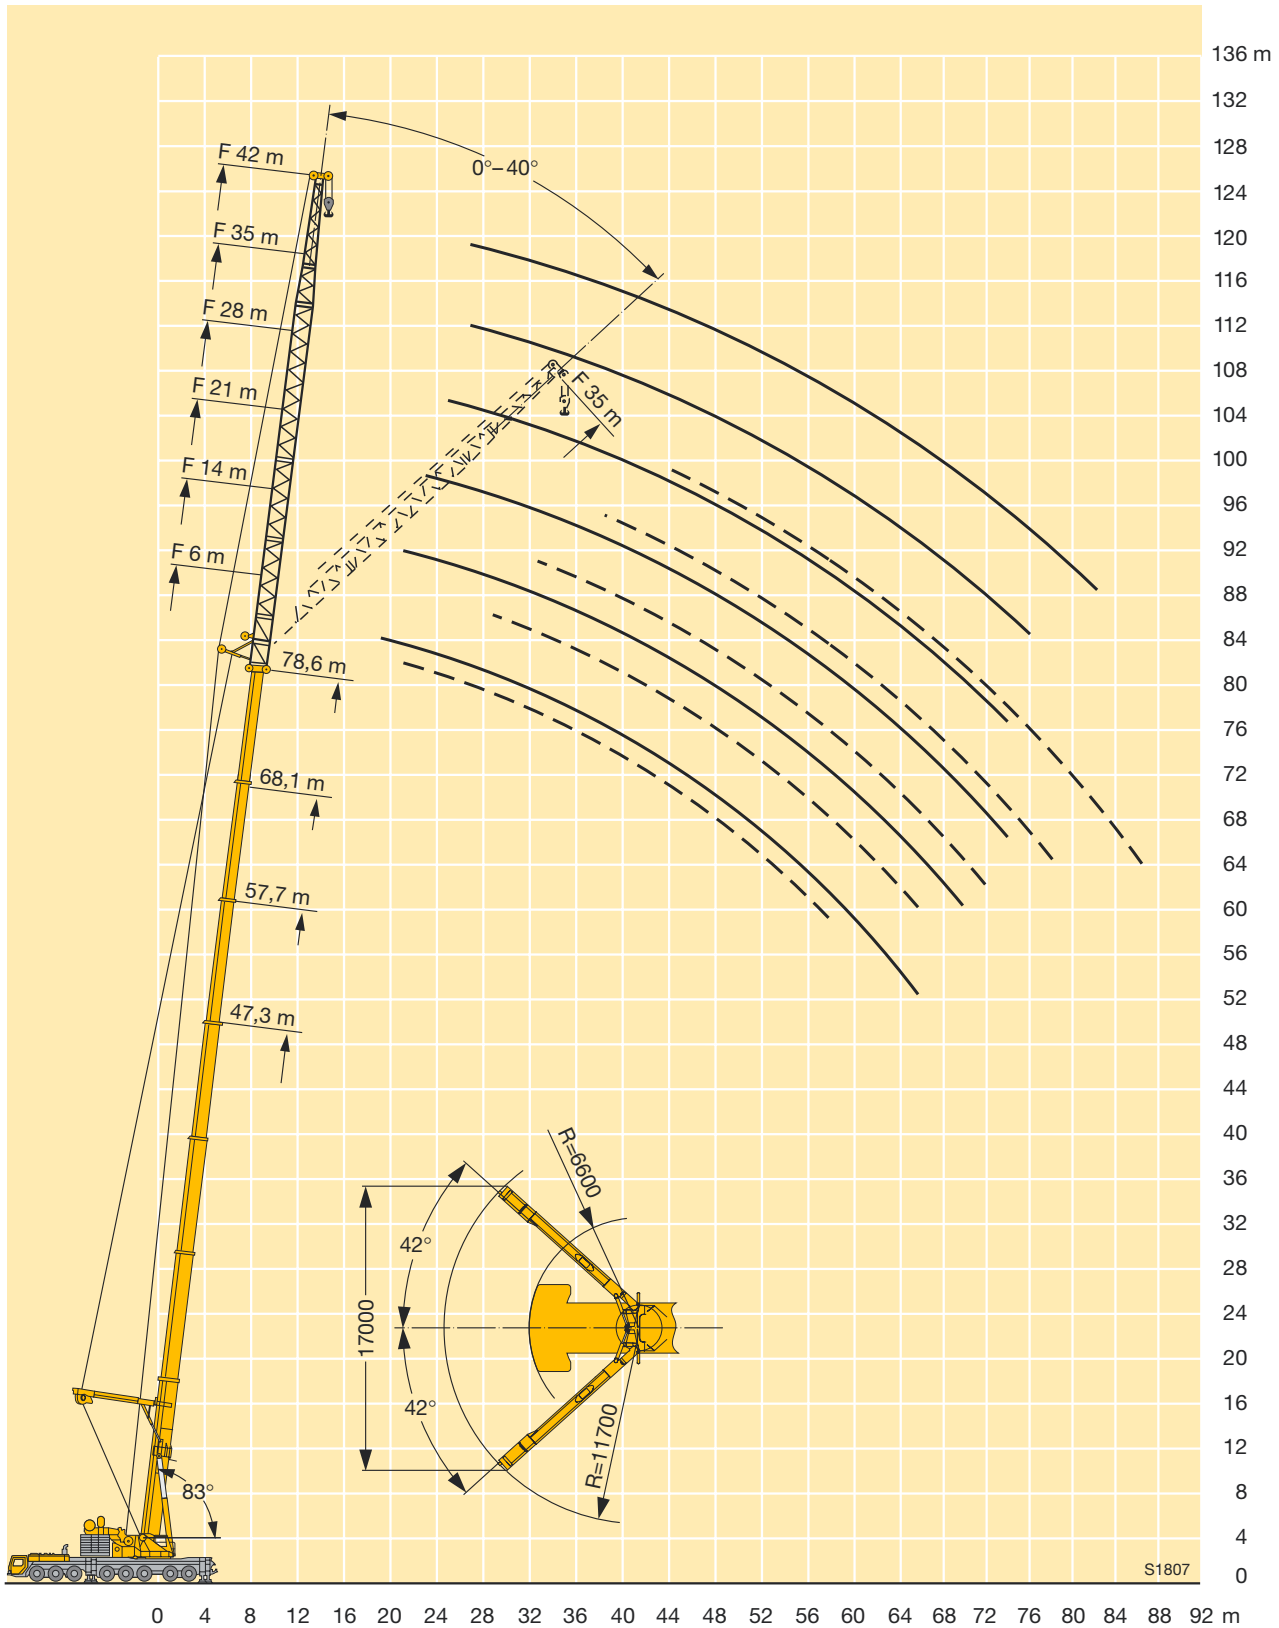 136 m
132
128
124
120
116
112
108
104
100
96
92
88
84
80
76
72
68
64
60
56
52
48
44
40
36
32
28
24
20
16
12
8
4
0
F 42 m
0°–40°
F 35 m
F 28 m
F 35 m
F 21 m
F 14 m
F 6 m
78,6 m
68,1 m
57,7 m
47,3 m
R=6600
42°
17000
42°
R=11700
83°
S1807
0 4 8 12 16 20 24 28 32 36 40 44 48 52 56 60 64 68 72 76 80 84 88 92 m